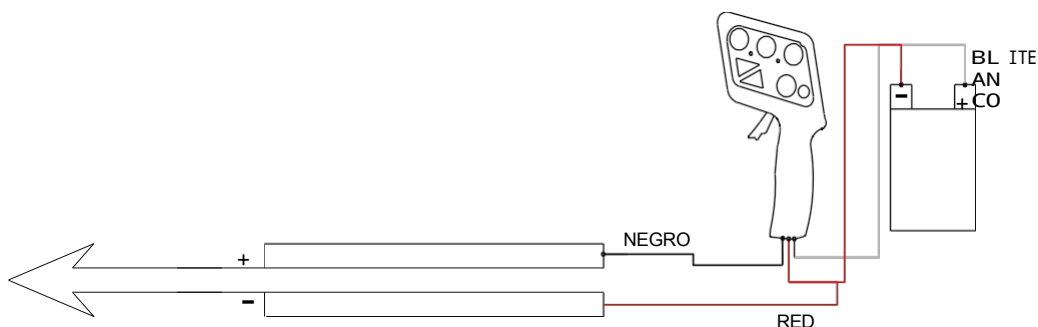 BL ITE
AN
- + CO
NEGRO
+
-
RED